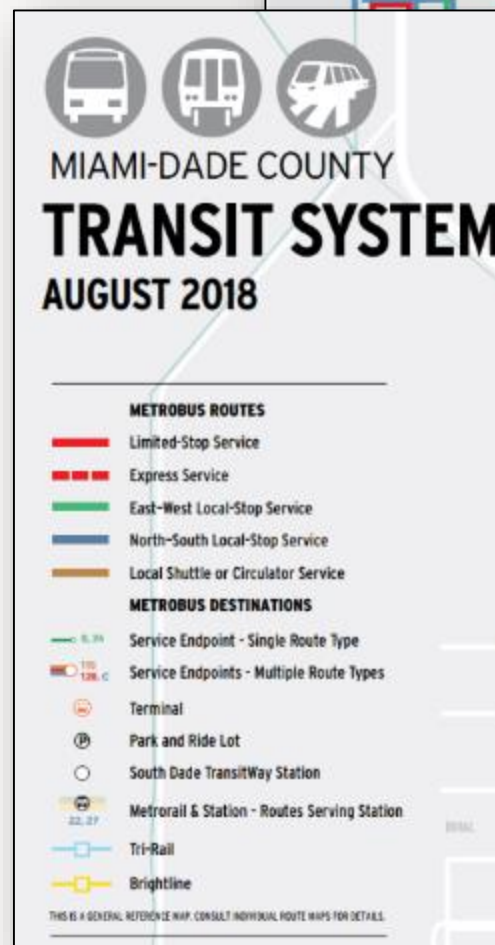 MIAMI-DADE COUNTY
TRANSIT SYSTEM
AUGUST 2018
METROBUS ROUTES
Limited-Stop Service
Express Service
East-West Local-Stop Service
North-South Local-Stop Service
Local Shuttle or Circulator Service
METROBUS DESTINATIONS
Service Endpoint - Single Route Type
Service Endpoints - Multiple Route Types
Terminal
P Park and Ride Lot
South Dade TransitWay Station
22, 27 Metrorail & Station - Routes Serving Station
Tri-Rail
Brightline
THIS IS A GENERAL REFERENCE MAP. CONSULT INDIVIDUAL ROUTE MAPS FOR DETAILS.